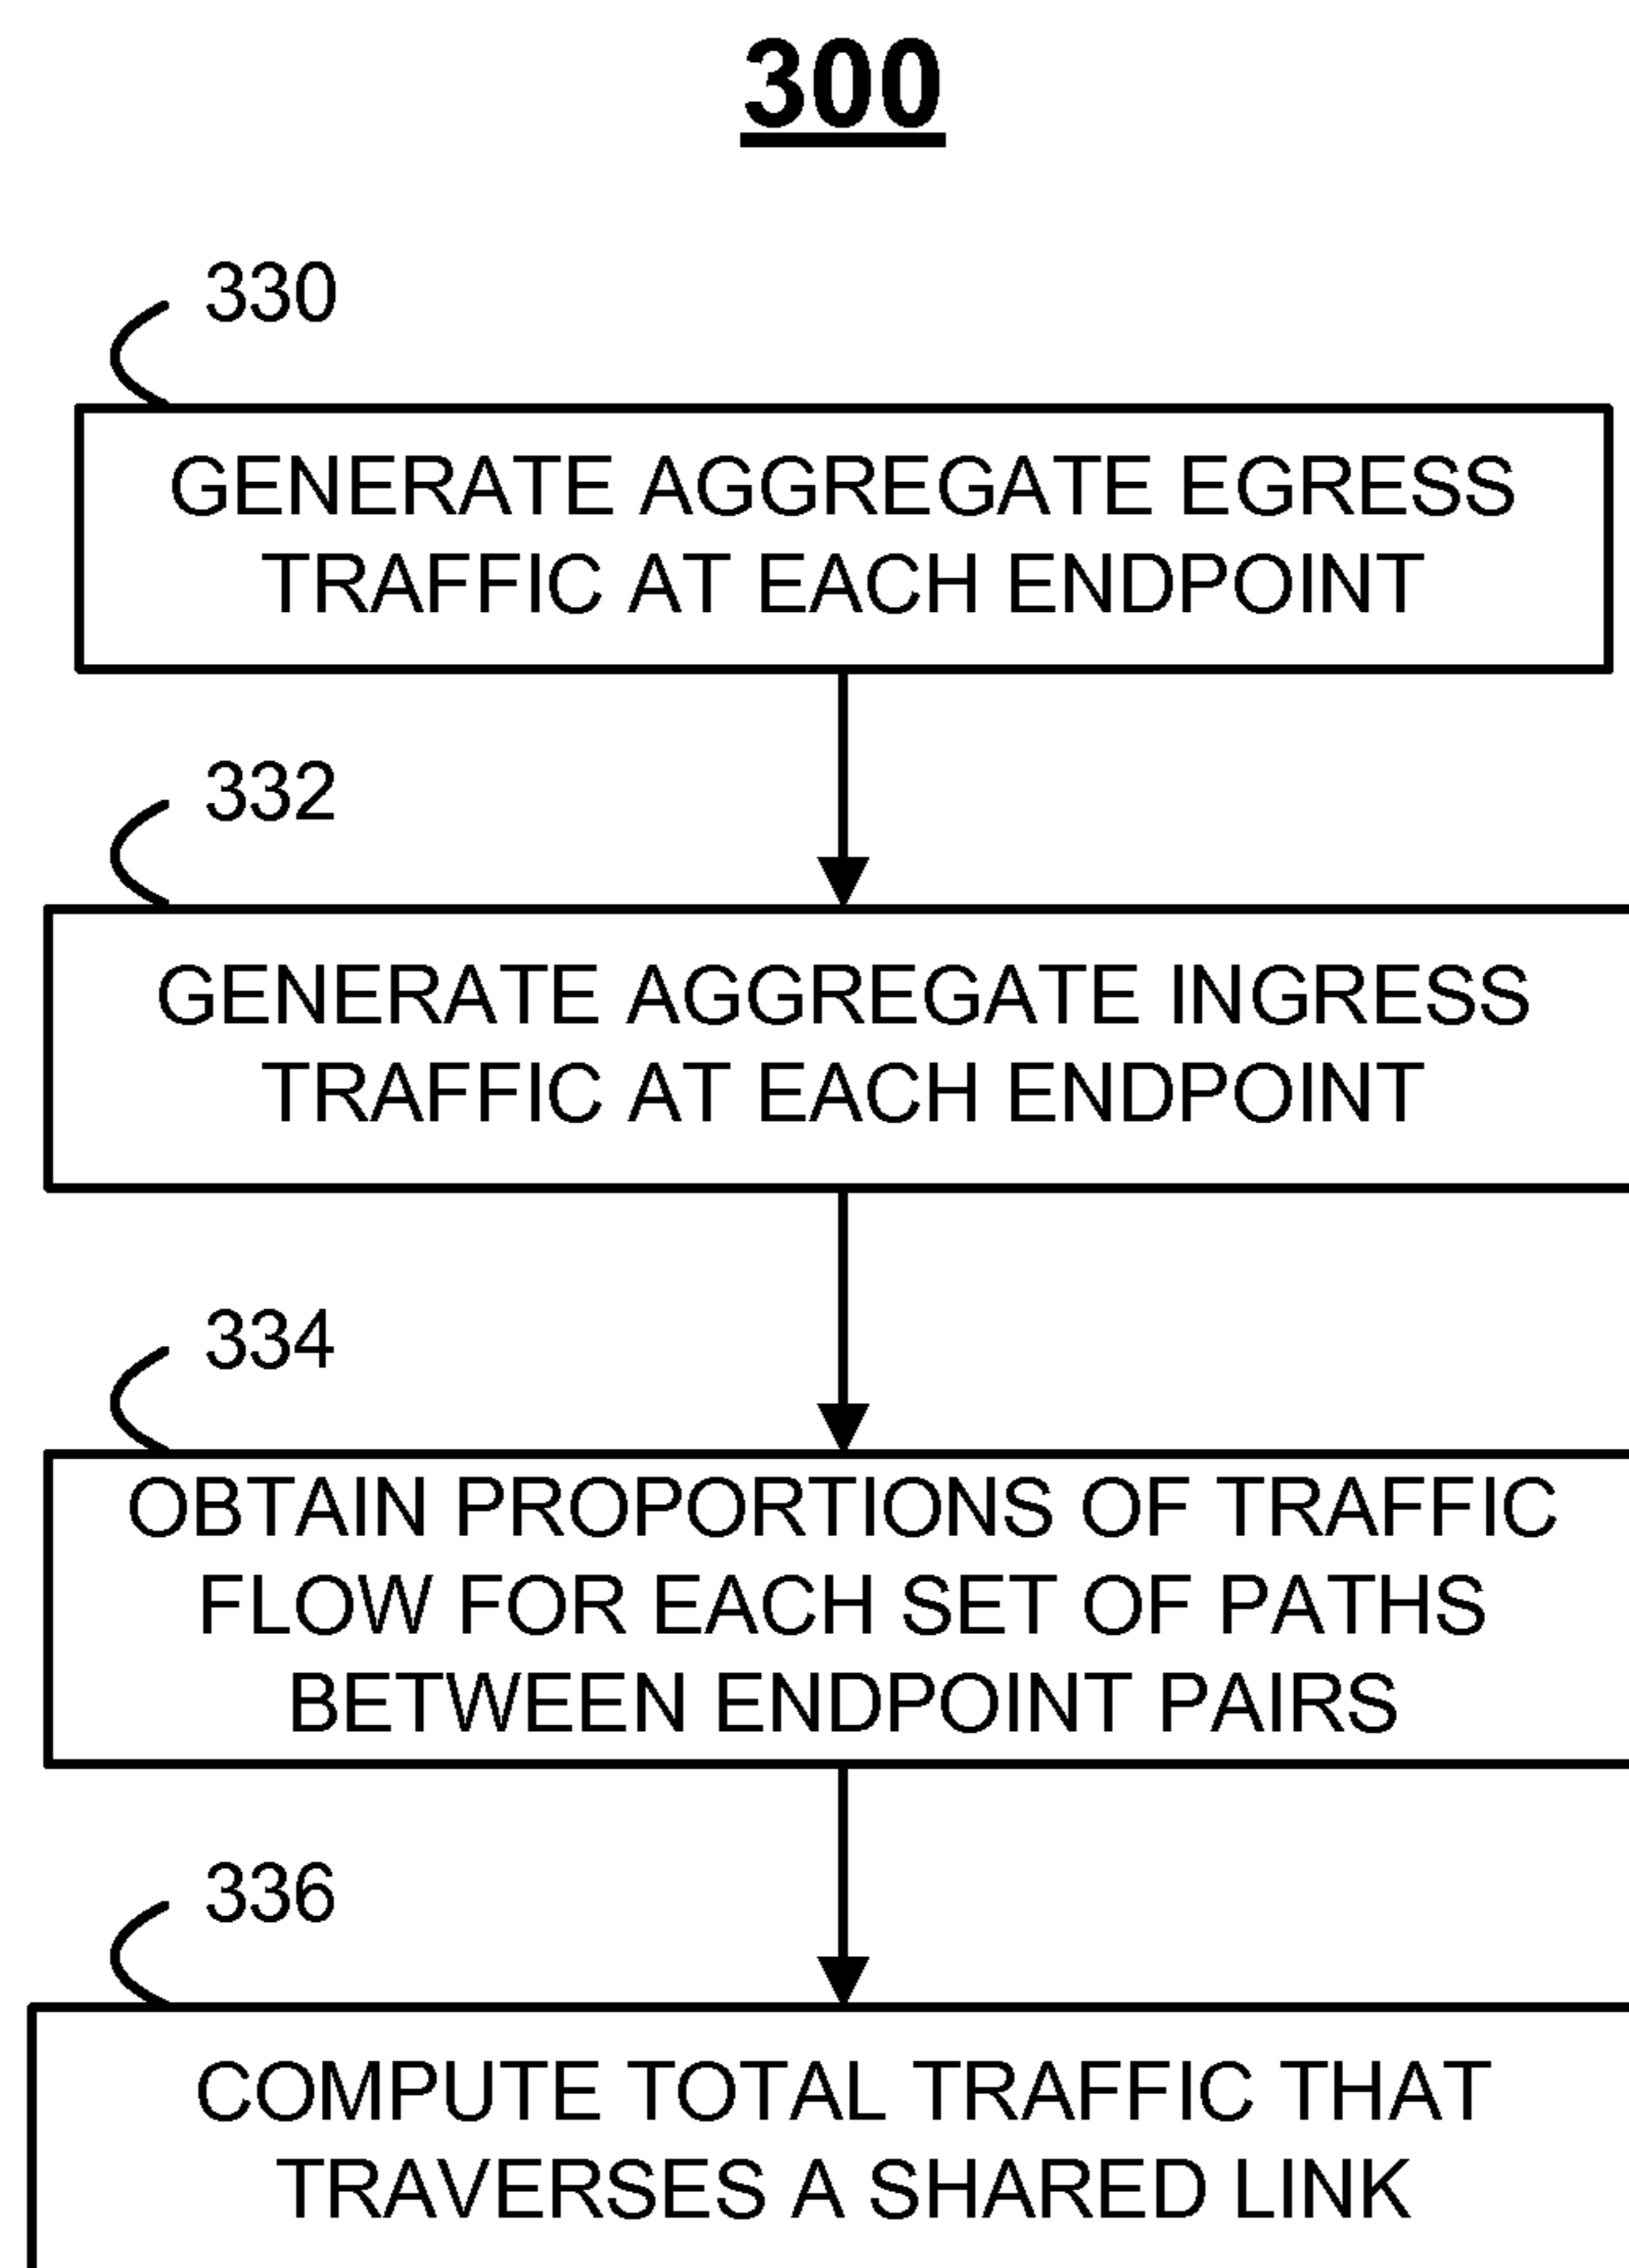 300
330
GENERATE AGGREGATE EGRESS
TRAFFIC AT EACH ENDPOINT
332
GENERATE AGGREGATE INGRESS
TRAFFIC AT EACH ENDPOINT
334
OBTAIN PROPORTIONS OF TRAFFIC
FLOW FOR EACH SET OF PATHS
BETWEEN ENDPOINT PAIRS
336
COMPUTE TOTAL TRAFFIC THAT
TRAVERSES A SHARED LINK